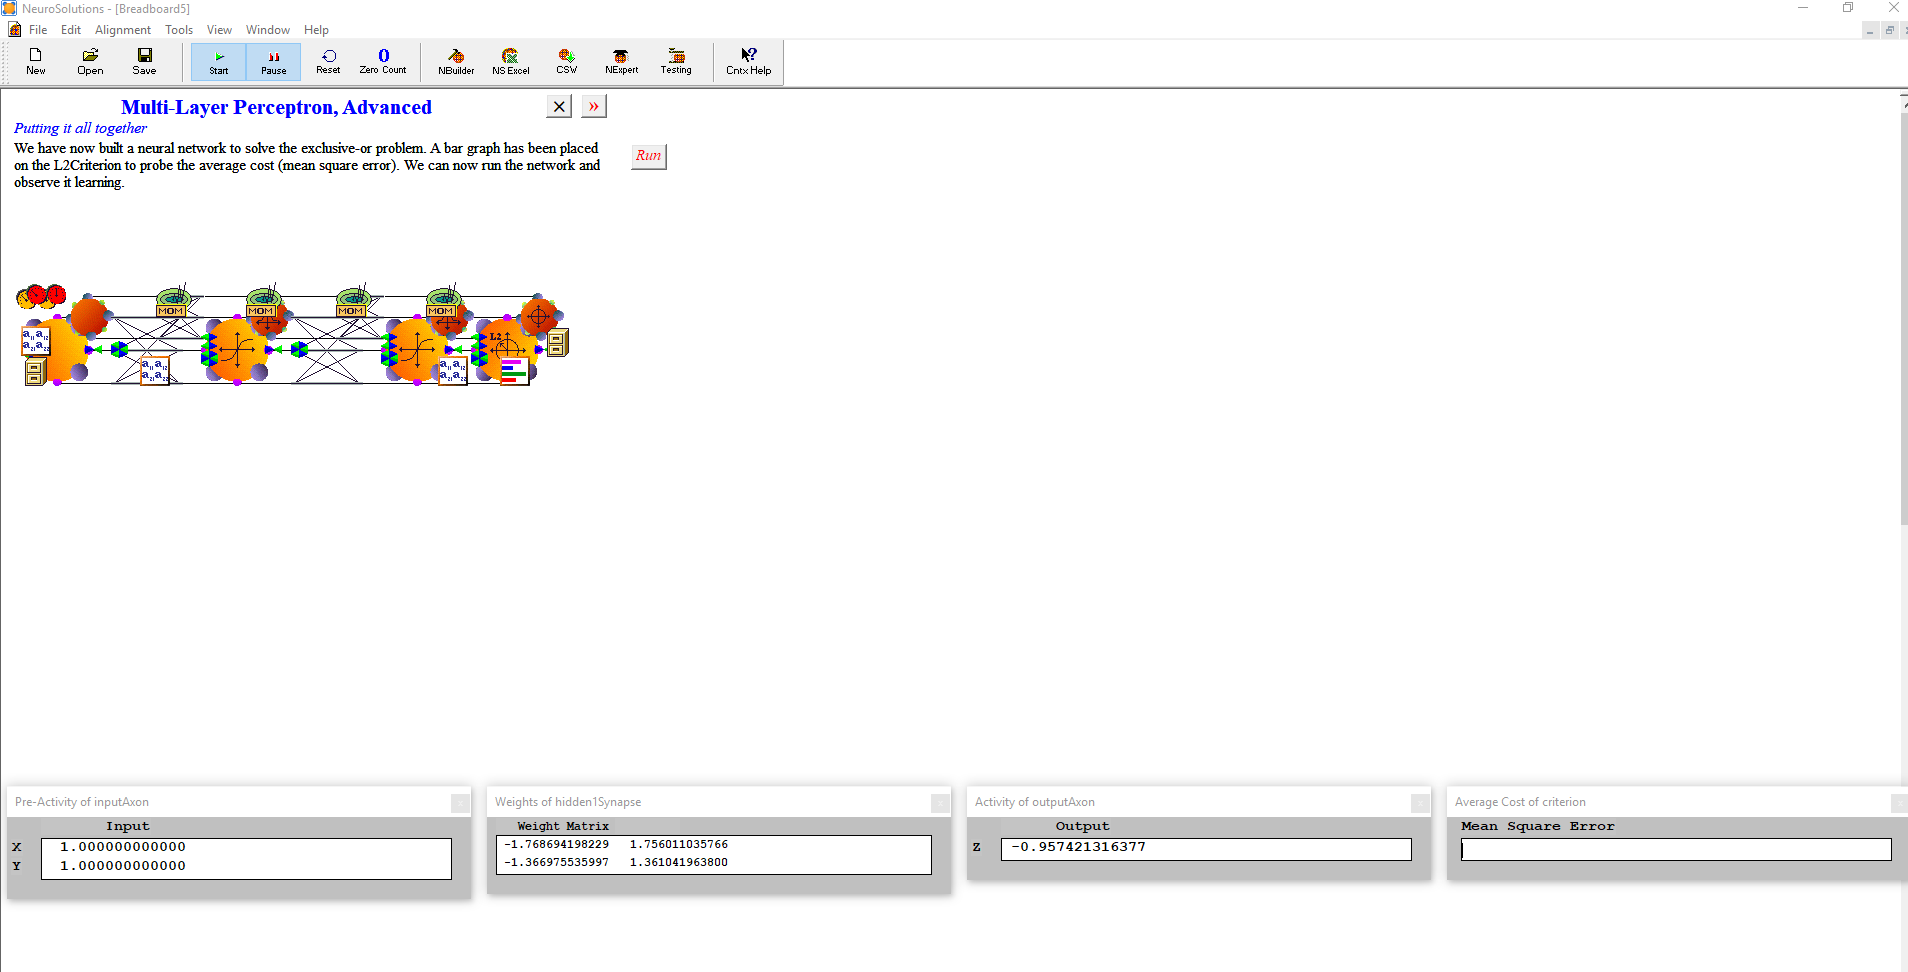 NeuroSolutions - [Breadboard5]
File Edit Alignment Tools View Window Help
New Open Save Start Pause Reset Zero Count NBuilder NS Excel CSV NExpert Testing Cntx Help
Multi-Layer Perceptron, Advanced
Putting it all together
We have now built a neural network to solve the exclusive-or problem. A bar graph has been placed
on the L2Criterion to probe the average cost (mean square error). We can now run the network and
observe it learning.
Run
MOM MOM MOM MOM
L2
Pre-Activity of inputAxon
Input
X 1.000000000000
Y 1.000000000000
Weights of hidden1Synapse
Weight Matrix
-1.768694198229 1.756011035766
-1.366975535997 1.361041963800
Activity of outputAxon
Output
Z -0.957421316377
Average Cost of criterion
Mean Square Error